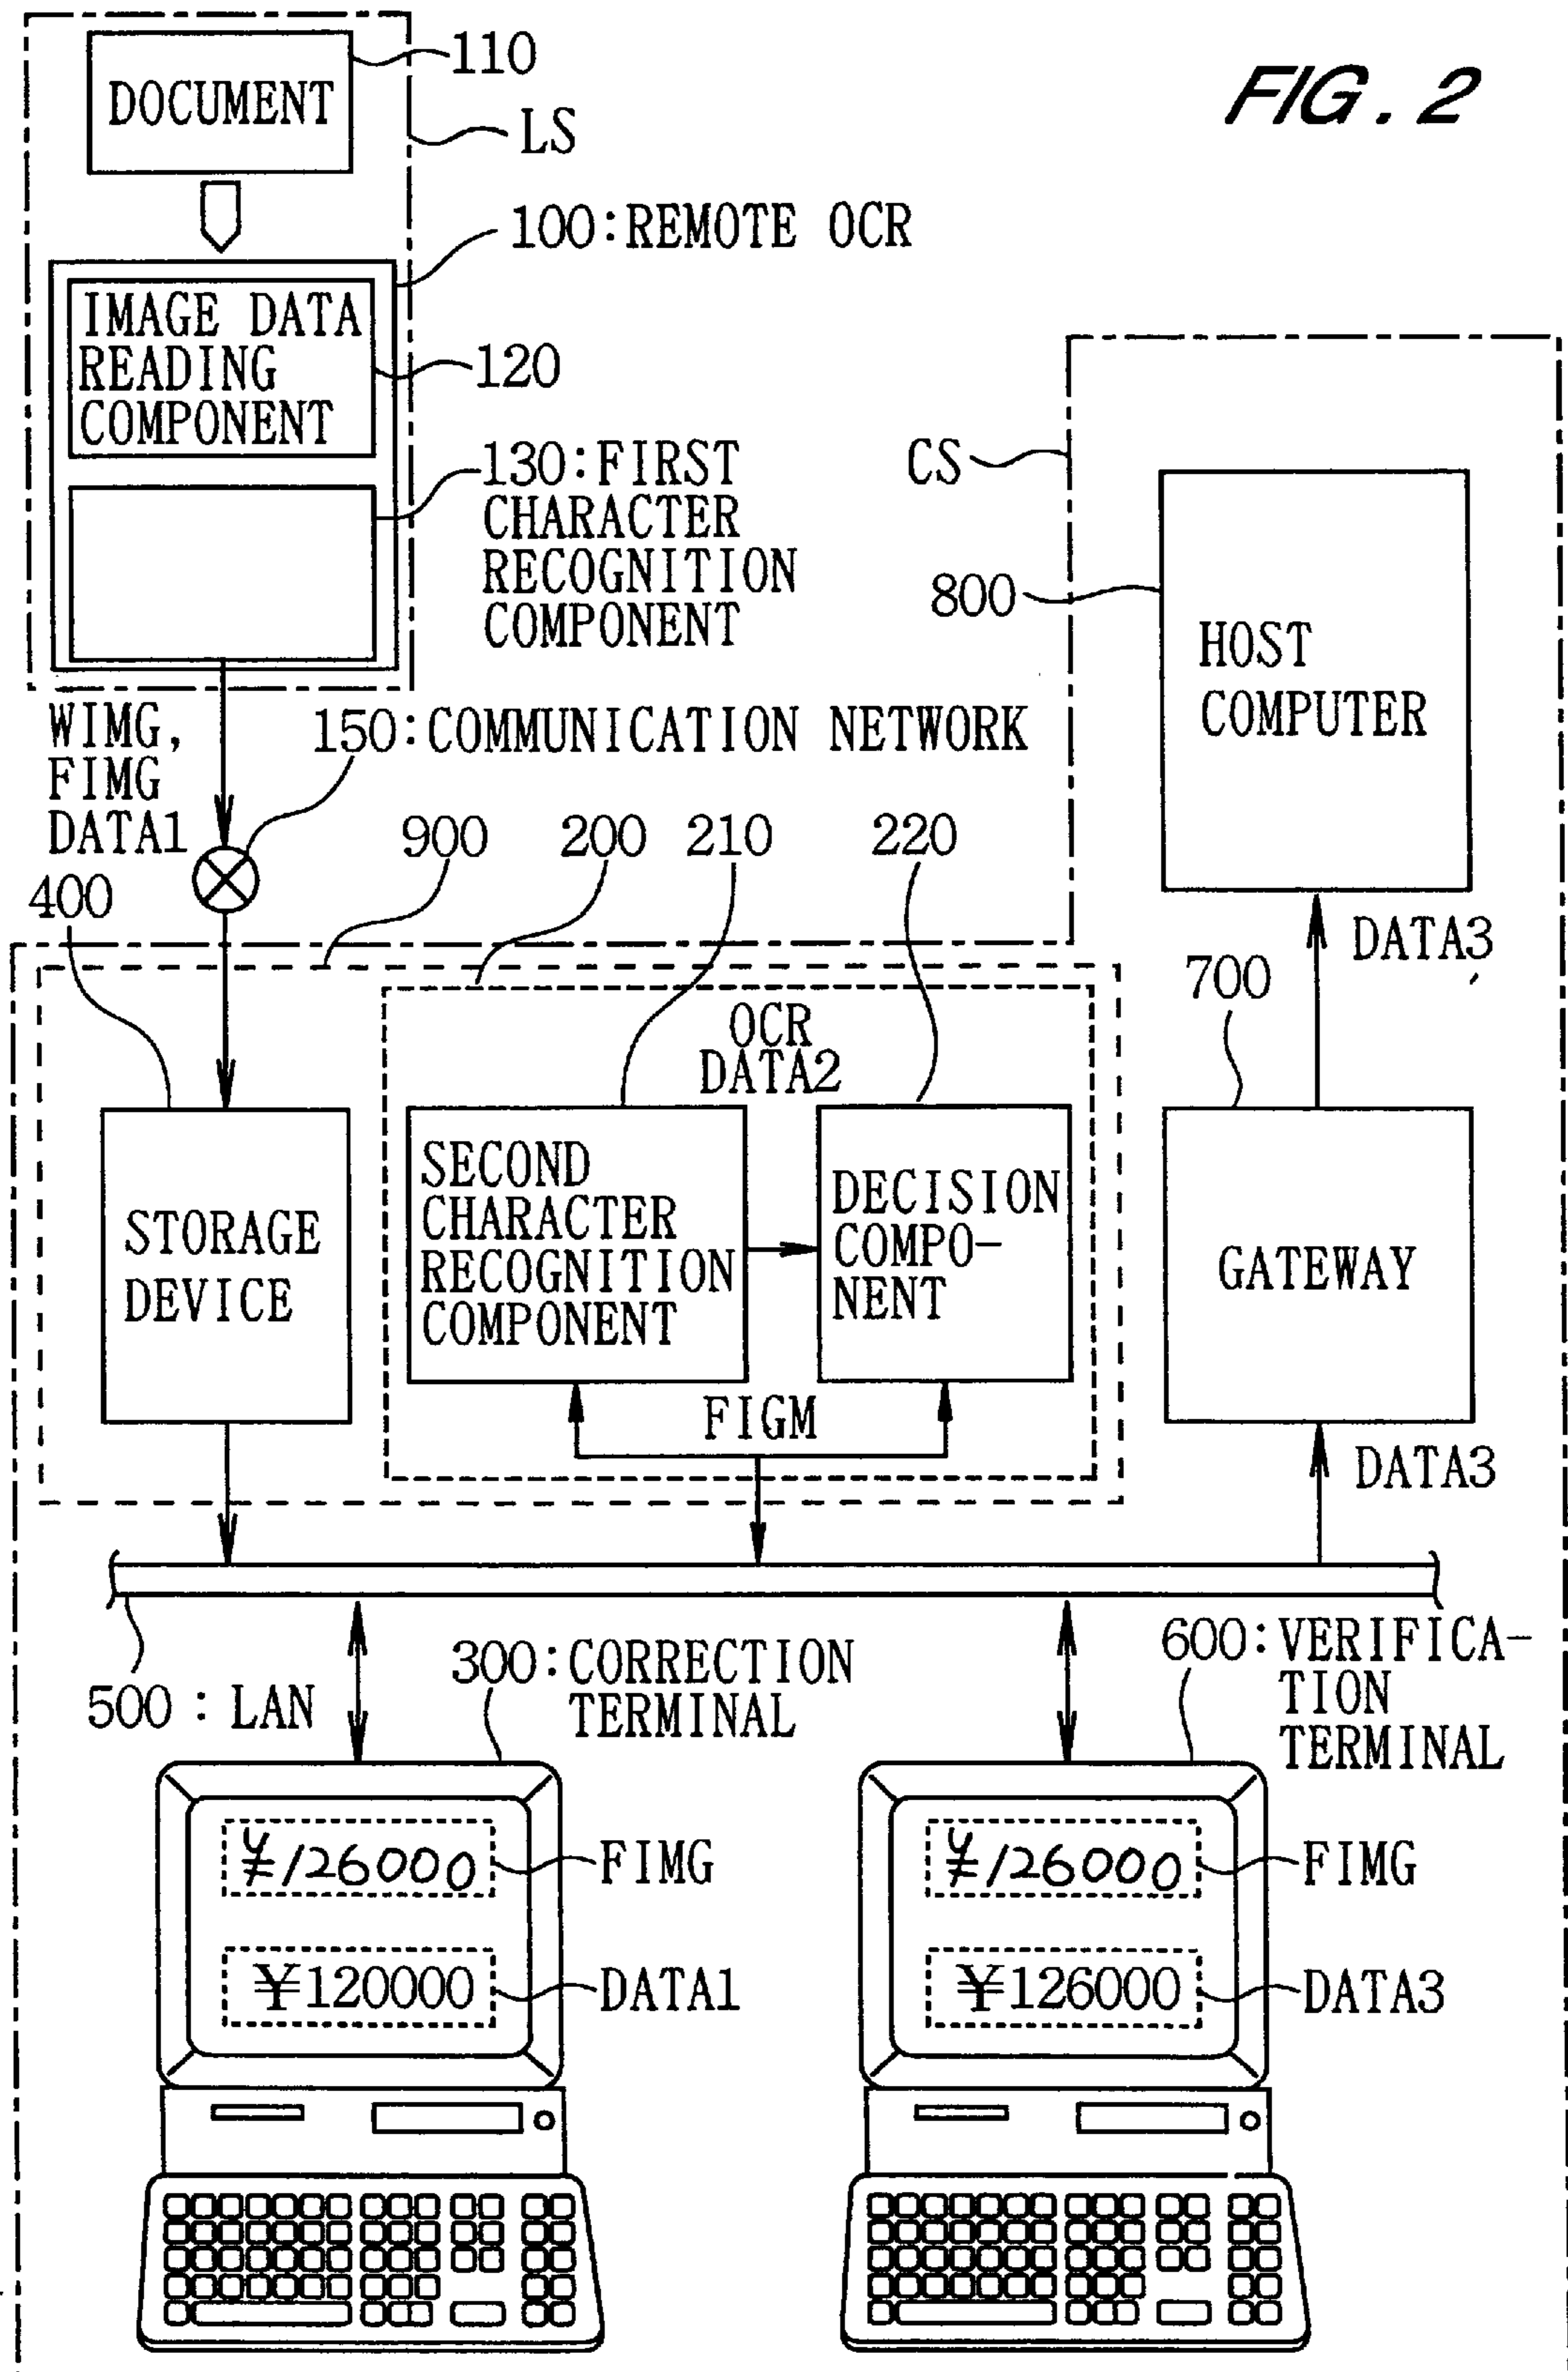 FIG. 2
DOCUMENT
110
LS
100:REMOTE OCR
IMAGE DATA
READING
COMPONENT
120
130:FIRST
CHARACTER
RECOGNITION
COMPONENT
CS
800
HOST
COMPUTER
WIMG,
FIMG
DATA1
150:COMMUNICATION NETWORK
900
200
210
220
400
DATA3
700
OCR
DATA2
STORAGE
DEVICE
SECOND
CHARACTER
RECOGNITION
COMPONENT
DECISION
COMPO-
NENT
GATEWAY
FIGM
DATA3
500 : LAN
300:CORRECTION
TERMINAL
600:VERIFICA-
TION
TERMINAL
¥126000
FIMG
¥120000
DATA1
¥126000
FIMG
¥126000
DATA3